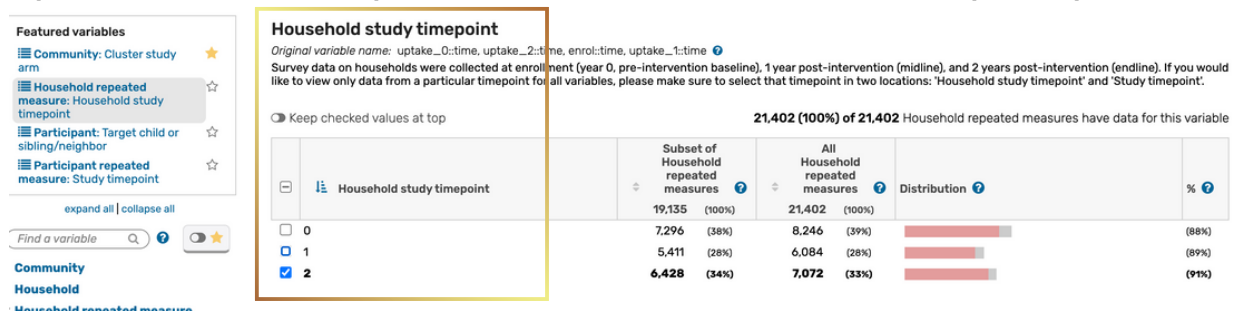 Featured variables
Community: Cluster study
arm
Household repeated
measure: Household study
timepoint
Participant: Target child or
sibling/neighbor
Participant repeated
measure: Study timepoint
expand all | collapse all
Find a variable
Community
Household
Household repeated measure
Household study timepoint
Original variable name: uptake_0::time, uptake_2::time, enrol::time, uptake_1::time
Survey data on households were collected at enrollment (year 0, pre-intervention baseline), 1 year post-intervention (midline), and 2 years post-intervention (endline). If you would
like to view only data from a particular timepoint for all variables, please make sure to select that timepoint in two locations: 'Household study timepoint' and 'Study timepoint'.
Keep checked values at top
21,402 (100%) of 21,402 Household repeated measures have data for this variable
Household study timepoint
Subset of
Household
repeated
measures
19,135 (100%)
All
Household
repeated
measures
21,402 (100%)
Distribution
%
0 7,296 (38%) 8,246 (39%) (88%)
1 5,411 (28%) 6,084 (28%) (89%)
2 6,428 (34%) 7,072 (33%) (91%)